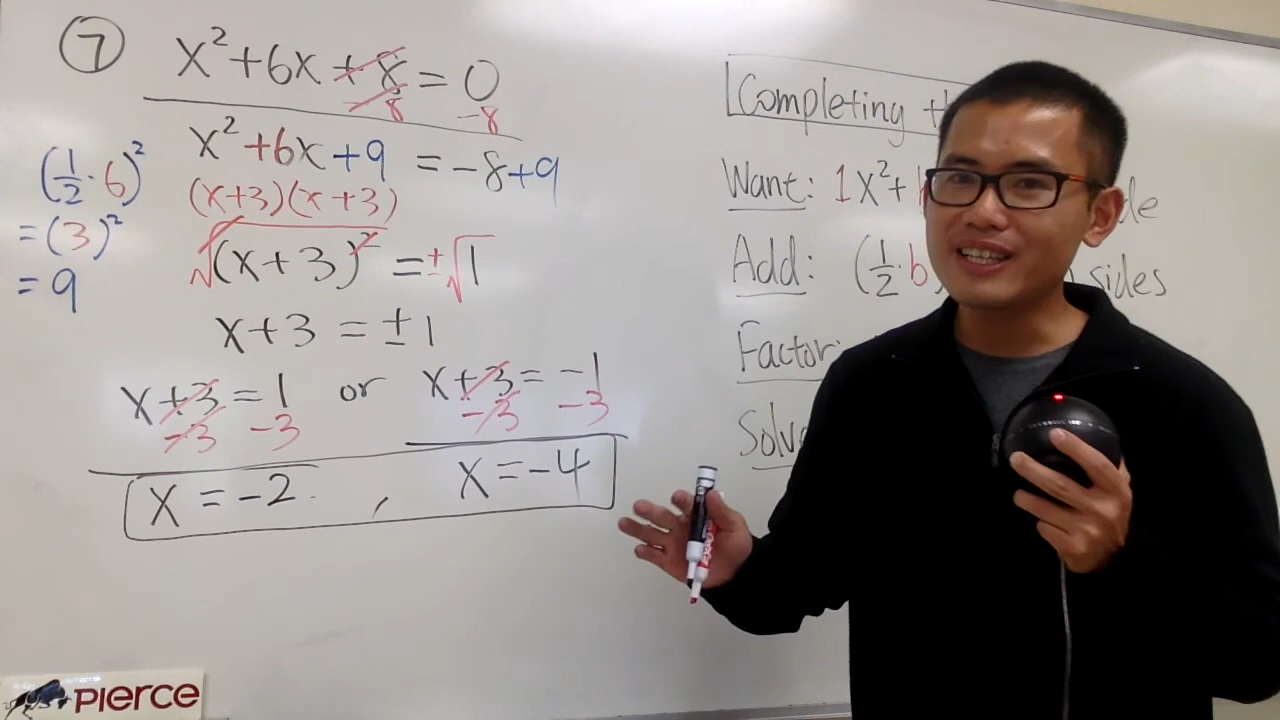 ⑦ x²+6x+8=0
-8 -8
x²+6x+9 = -8+9
(x+3)(x+3)
√(x+3)² = ±√1
x+3 = ±1
x+3=1 or x+3=-1
-3 -3 -3 -3
x=-2, x=-4
(1/2·6)²
=(3)²
=9
Completing
Want: 1x²+
Add: (1/2·b sides
Factor:
Solve
PIERCE